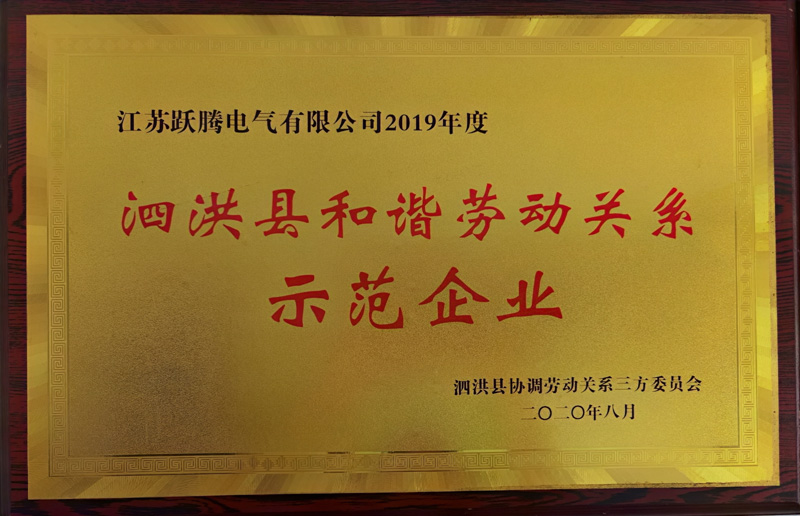 江苏跃腾电气有限公司2019年度
泗洪县和谐劳动关系
示范企业
泗洪县协调劳动关系三方委员会
二〇二〇年八月